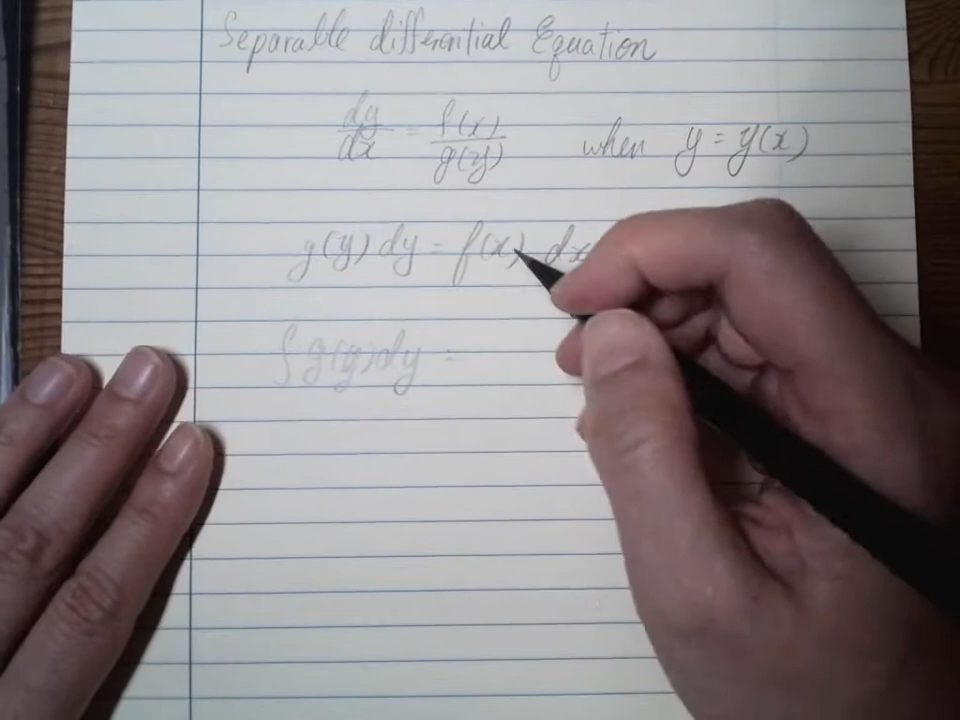 Separable differential Equation
dy/dx = f(x)/g(y) when y = y(x)
g(y) dy = f(x) dx
∫ g(y) dy =